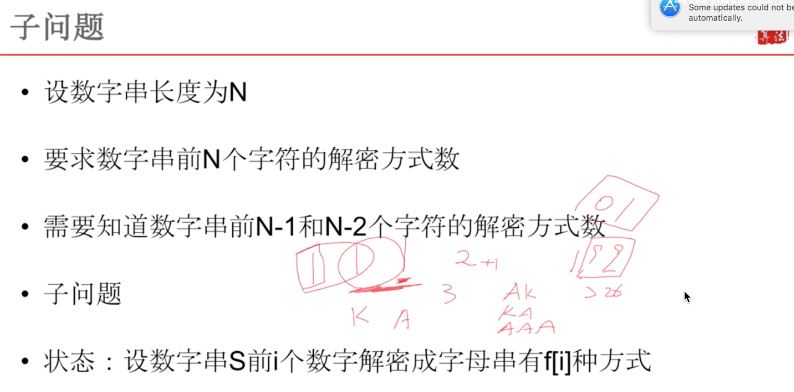 子问题
Some updates could not be
automatically.
算法
• 设数字串长度为N
• 要求数字串前N个字符的解密方式数
01
• 需要知道数字串前N-1和N-2个字符的解密方式数
2+1
• 子问题
3
AK
>26
K A
KA
AAA
• 状态：设数字串S前i个数字解密成字母串有f[i]种方式